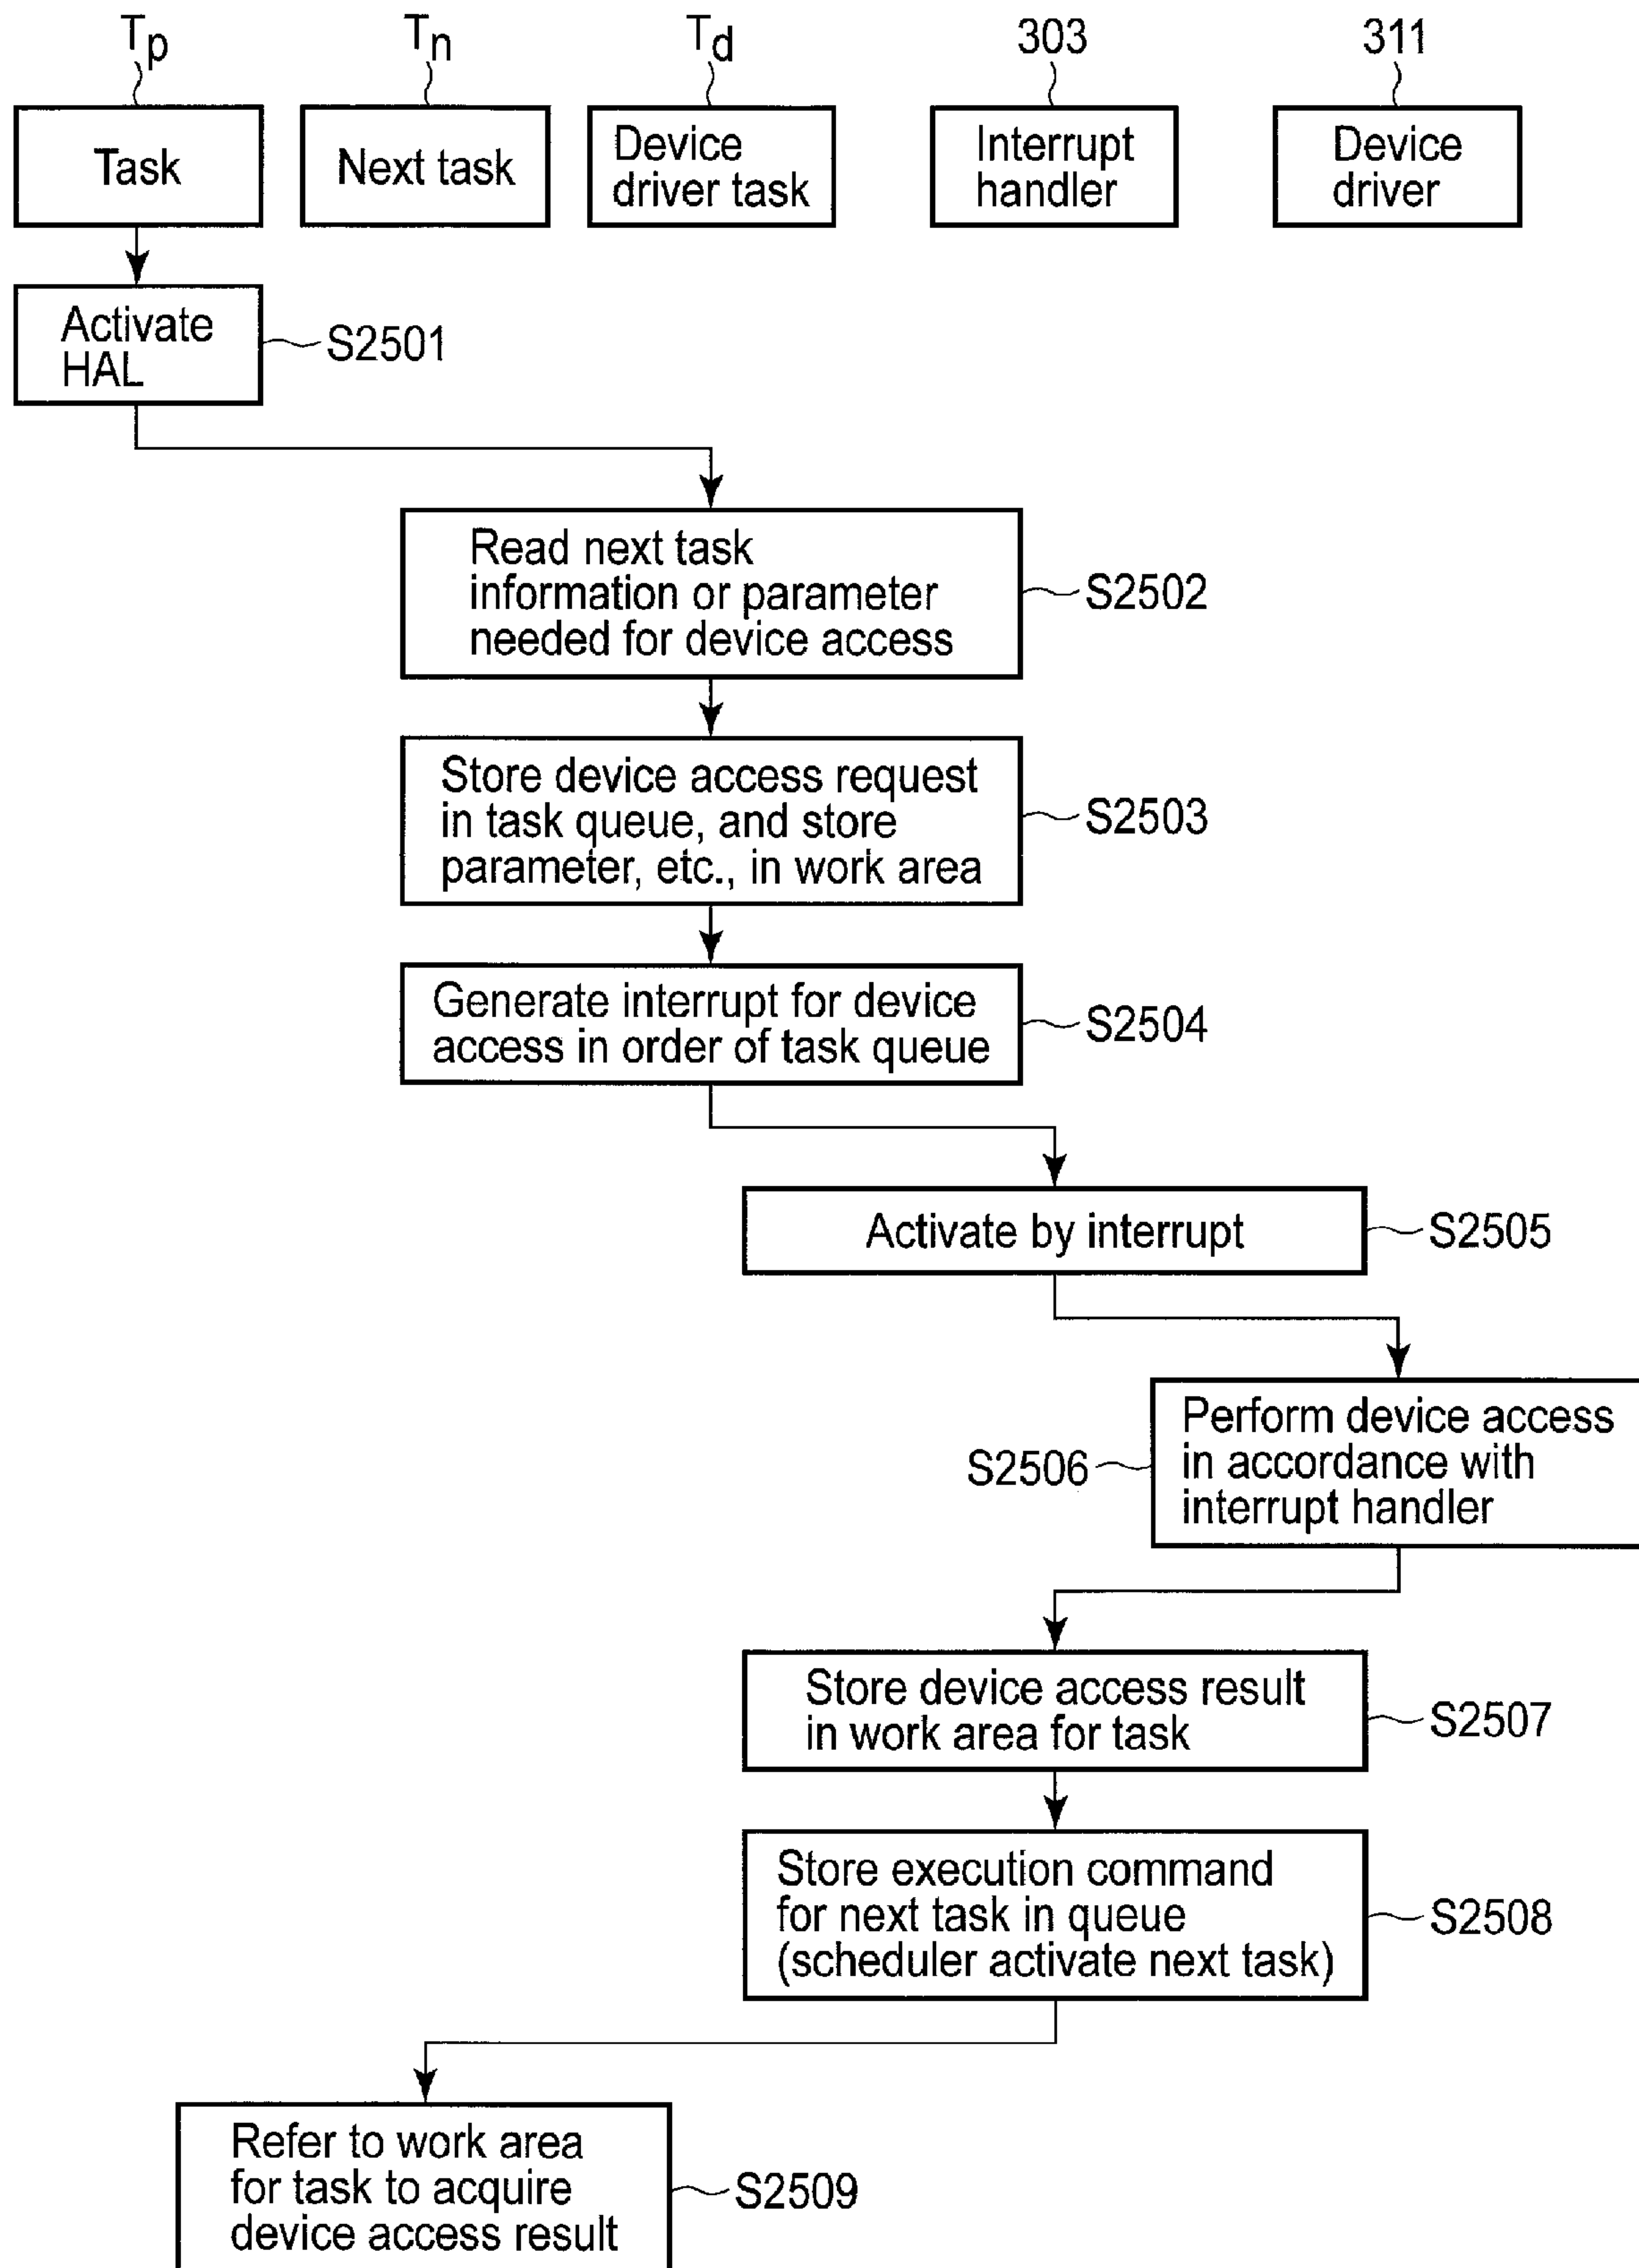 Tp
Tn
Td
303
311
Task
Next task
Device
driver task
Interrupt
handler
Device
driver
Activate
HAL
S2501
Read next task
information or parameter
needed for device access
S2502
Store device access request
in task queue, and store
parameter, etc., in work area
S2503
Generate interrupt for device
access in order of task queue
S2504
Activate by interrupt
S2505
Perform device access
in accordance with
interrupt handler
S2506
Store device access result
in work area for task
S2507
Store execution command
for next task in queue
(scheduler activate next task)
S2508
Refer to work area
for task to acquire
device access result
S2509